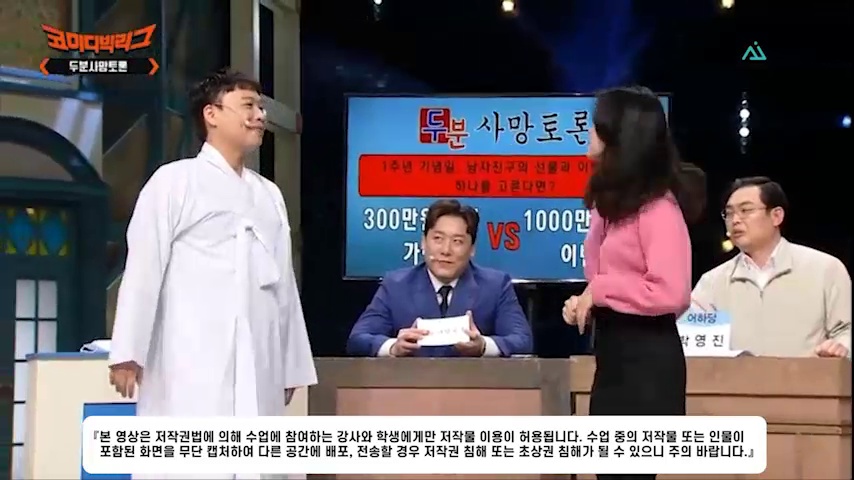 코미디빅리그
두분사망토론
두분 사망토론
1주년 기념일, 남자친구의 선물과 이
하나를 고른다면?
300만원
VS
1000만
가
이
어하당
박영진
『본 영상은 저작권법에 의해 수업에 참여하는 강사와 학생에게만 저작물 이용이 허용됩니다. 수업 중의 저작물 또는 인물이
포함된 화면을 무단 캡처하여 다른 공간에 배포, 전송할 경우 저작권 침해 또는 초상권 침해가 될 수 있으니 주의 바랍니다.』